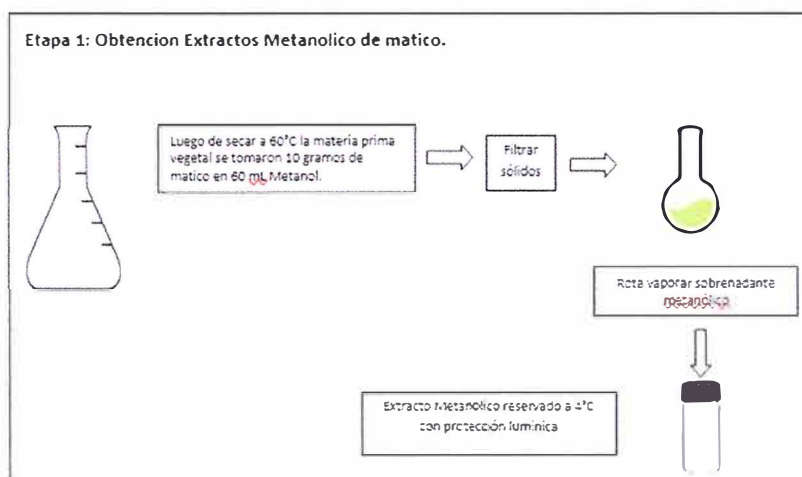 Etapa 1: Obtencion Extractos Metanolico de matico.
Luego de secar a 60°C la materia prima
vegetal se tomaron 10 gramos de
matico en 60 mL Metanol.
Filtrar
sólidos
Rota vaporar sobrenadante
metanolico
Extracto Metanolico reservado a 4°C
con protección lumínica